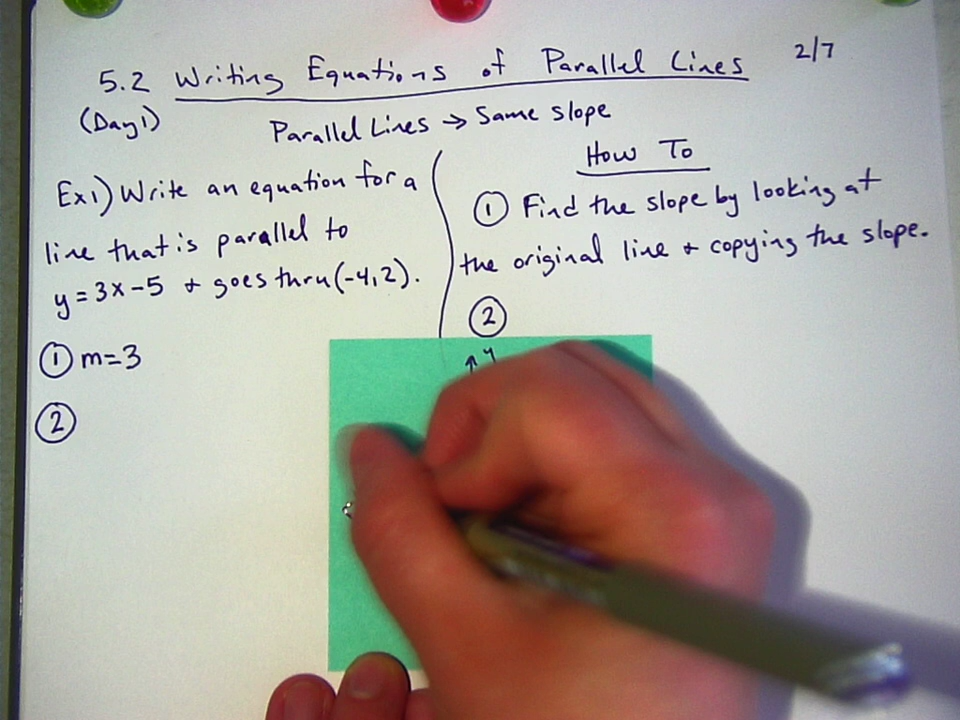 5.2 Writing Equations of Parallel Lines 2/7
(Day 1)
Parallel Lines → Same slope
Ex1) Write an equation for a
line that is parallel to
y = 3x - 5 + goes thru (-4, 2).
① m = 3
②
How To
① Find the slope by looking at
the original line + copying the slope.
②
↑ y